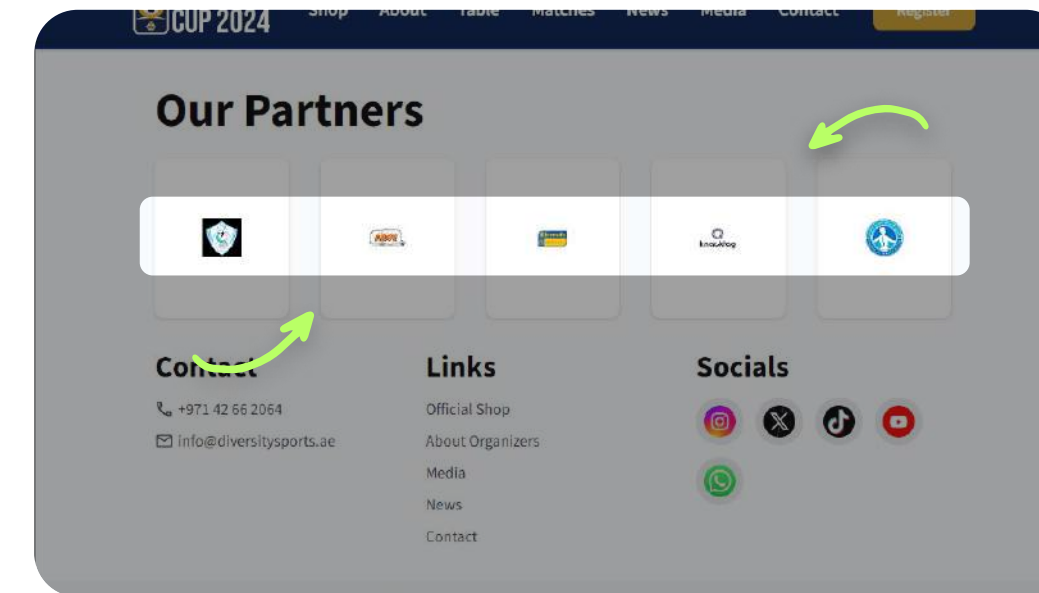 CUP 2024
Shop About Table Matches News Media Contact Register
Our Partners
knocktag
Contact
Links
Socials
+971 42 66 2064
Official Shop
info@diversitysports.ae
About Organizers
Media
News
Contact